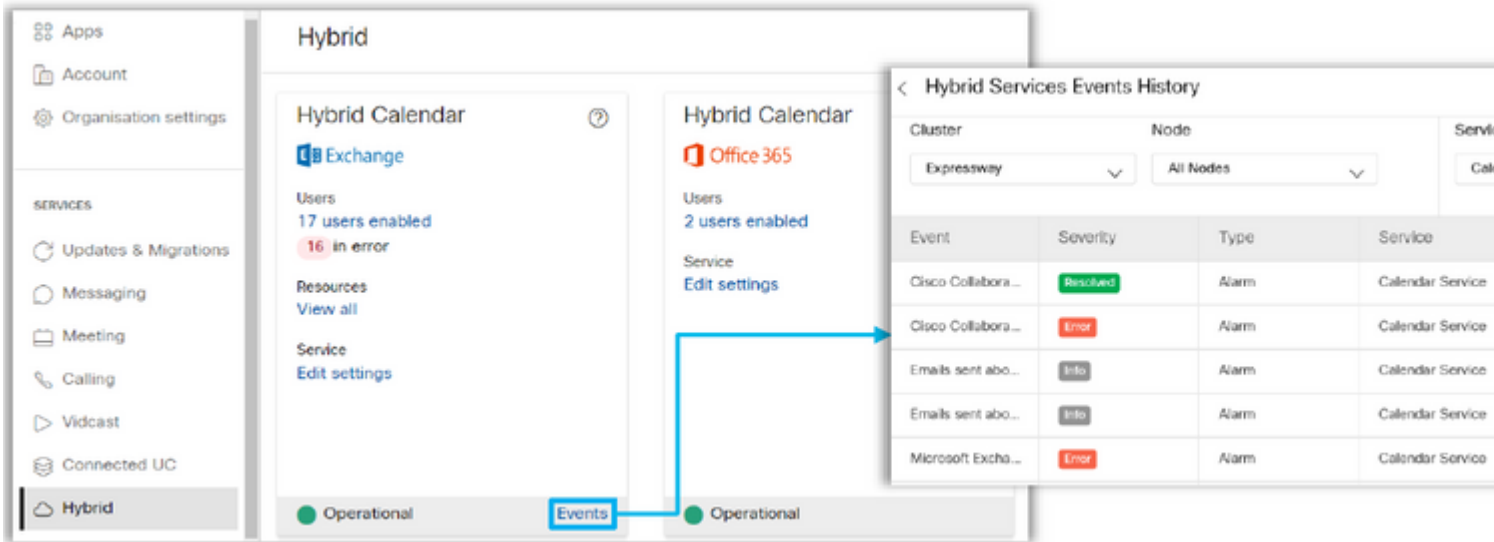 Apps
Account
Organisation settings
SERVICES
Updates & Migrations
Messaging
Meeting
Calling
Vidcast
Connected UC
Hybrid
Hybrid
Hybrid Calendar
Exchange
Users
17 users enabled
16 in error
Resources
View all
Service
Edit settings
Operational Events
Hybrid Calendar
Office 365
Users
2 users enabled
Service
Edit settings
Operational
Hybrid Services Events History
Cluster Node Servi
Expressway All Nodes Cal
Event Severity Type Service
Cisco Collabora... Resolved Alarm Calendar Service
Cisco Collabora... Error Alarm Calendar Service
Emails sent abo... Info Alarm Calendar Service
Emails sent abo... Info Alarm Calendar Service
Microsoft Excha... Error Alarm Calendar Service